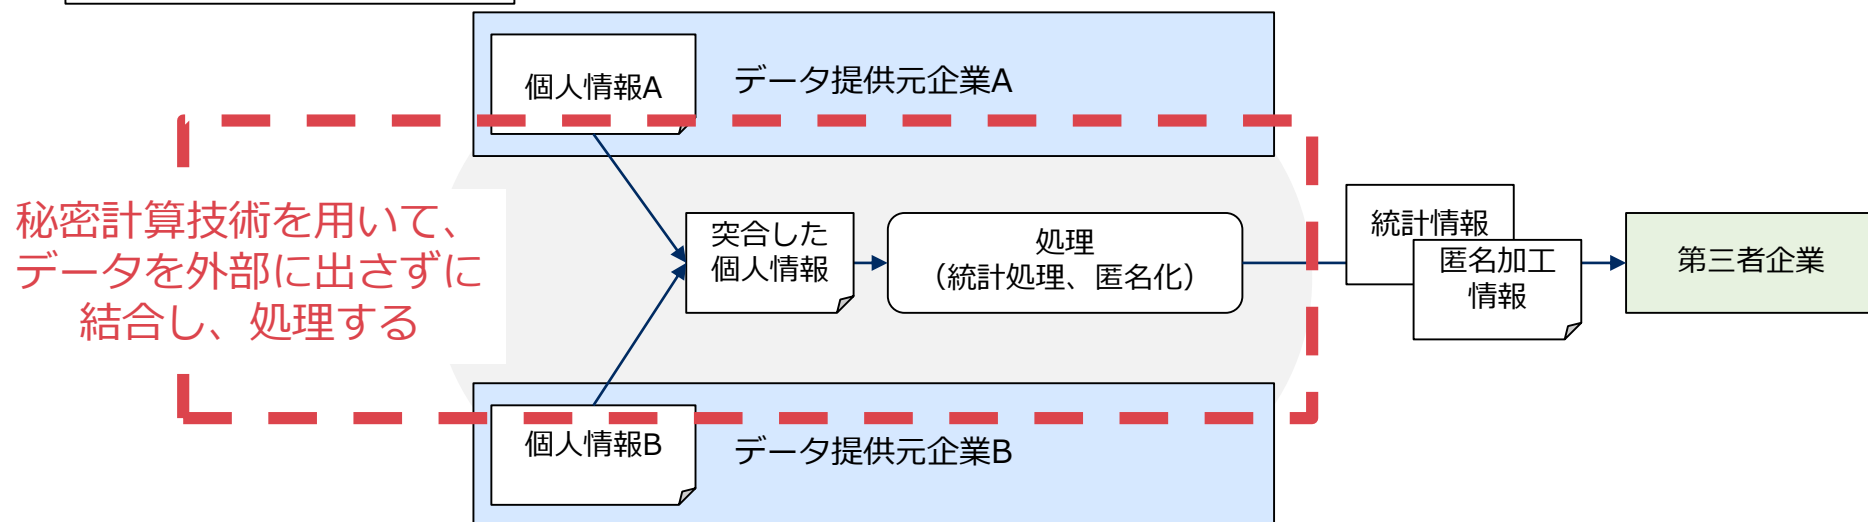 個人情報A
データ提供元企業A
秘密計算技術を用いて、
データを外部に出さずに
結合し、処理する
突合した
個人情報
処理
（統計処理、匿名化）
統計情報
匿名加工
情報
第三者企業
個人情報B
データ提供元企業B